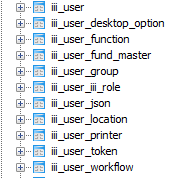 iii_user
iii_user_desktop_option
iii_user_function
iii_user_fund_master
iii_user_group
iii_user_iii_role
iii_user_json
iii_user_location
iii_user_printer
iii_user_token
iii_user_workflow